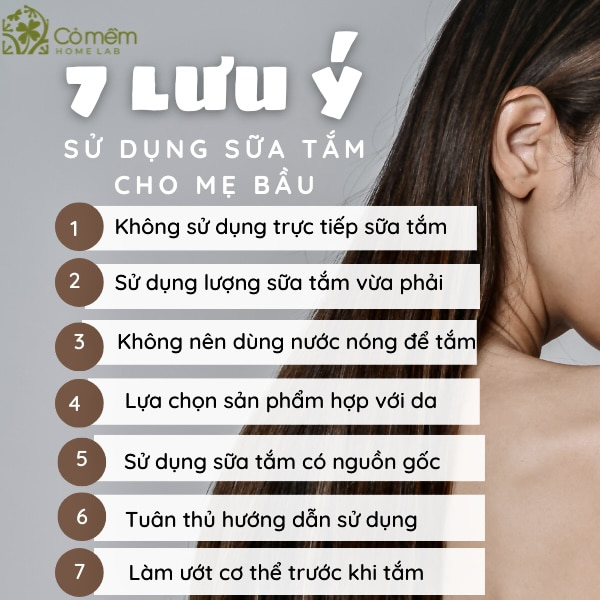 Cỏ mềm
HOME LAB
7 LƯU Ý
SỬ DỤNG SỮA TẮM
CHO MẸ BẦU
1 Không sử dụng trực tiếp sữa tắm
2 Sử dụng lượng sữa tắm vừa phải
3 Không nên dùng nước nóng để tắm
4 Lựa chọn sản phẩm hợp với da
5 Sử dụng sữa tắm có nguồn gốc
6 Tuân thủ hướng dẫn sử dụng
7 Làm ướt cơ thể trước khi tắm